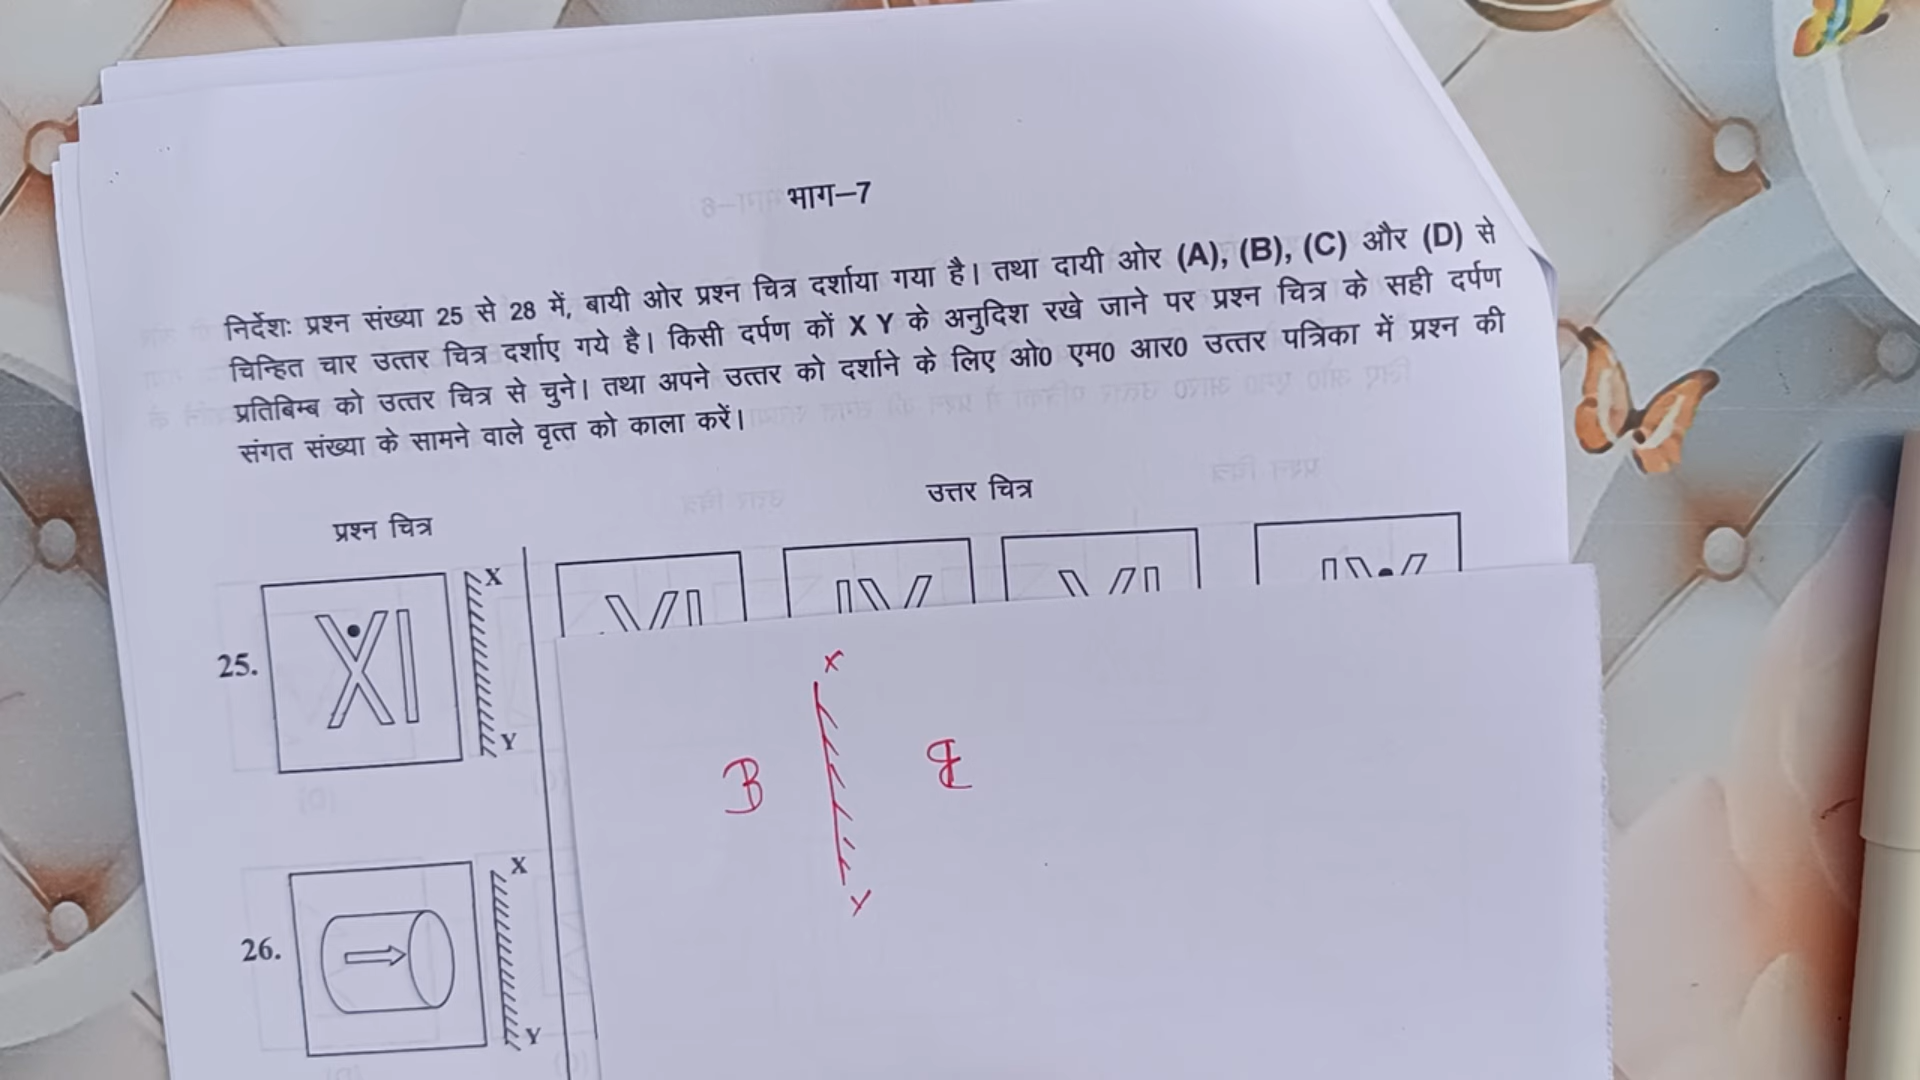 भाग–7
निर्देशः प्रश्न संख्या 25 से 28 में, बायी ओर प्रश्न चित्र दर्शाया गया है। तथा दायी ओर (A), (B), (C) और (D) से
चिन्हित चार उत्तर चित्र दर्शाए गये है। किसी दर्पण कों X Y के अनुदिश रखे जाने पर प्रश्न चित्र के सही दर्पण
प्रतिबिम्ब को उत्तर चित्र से चुने। तथा अपने उत्तर को दर्शाने के लिए ओ0 एम0 आर0 उत्तर पत्रिका में प्रश्न की
संगत संख्या के सामने वाले वृत्त को काला करें।
प्रश्न चित्र
उत्तर चित्र
25.
XI
X
Y
X
B
Y
26.
X
Y